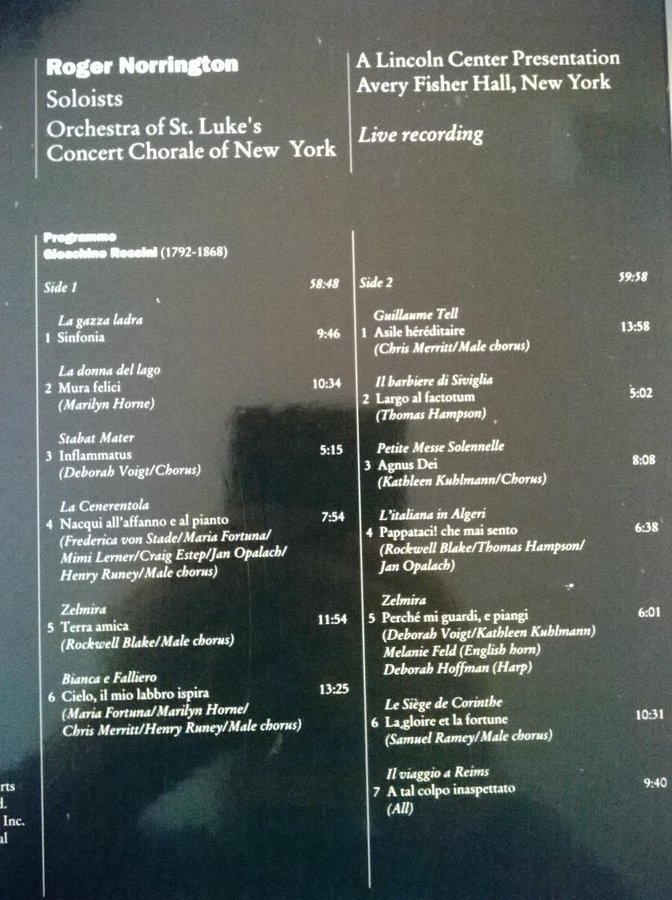 Roger Norrington
Soloists
Orchestra of St. Luke's
Concert Chorale of New York
A Lincoln Center Presentation
Avery Fisher Hall, New York
Live recording
Programme
Gioachino Rossini (1792-1868)
Side 1 58:48
La gazza ladra
1 Sinfonia 9:46
La donna del lago
2 Mura felici 10:34
(Marilyn Horne)
Stabat Mater
3 Inflammatus 5:15
(Deborah Voigt/Chorus)
La Cenerentola
4 Nacqui all'affanno e al pianto 7:54
(Frederica von Stade/Maria Fortuna/
Mimi Lerner/Craig Estep/Jan Opalach/
Henry Runey/Male chorus)
Zelmira
5 Terra amica 11:54
(Rockwell Blake/Male chorus)
Bianca e Falliero
6 Cielo, il mio labbro ispira 13:25
(Maria Fortuna/Marilyn Horne/
Chris Merritt/Henry Runey/Male chorus)
Side 2 59:58
Guillaume Tell
1 Asile héréditaire 13:58
(Chris Merritt/Male chorus)
Il barbiere di Siviglia
2 Largo al factotum 5:02
(Thomas Hampson)
Petite Messe Solennelle
3 Agnus Dei 8:08
(Kathleen Kuhlmann/Chorus)
L'italiana in Algeri
4 Pappataci! che mai sento 6:38
(Rockwell Blake/Thomas Hampson/
Jan Opalach)
Zelmira
5 Perché mi guardi, e piangi 6:01
(Deborah Voigt/Kathleen Kuhlmann)
Melanie Feld (English horn)
Deborah Hoffman (Harp)
Le Siège de Corinthe
6 La gloire et la fortune 10:31
(Samuel Ramey/Male chorus)
Il viaggio a Reims
7 A tal colpo inaspettato 9:40
(All)
rts
d.
Inc.
al